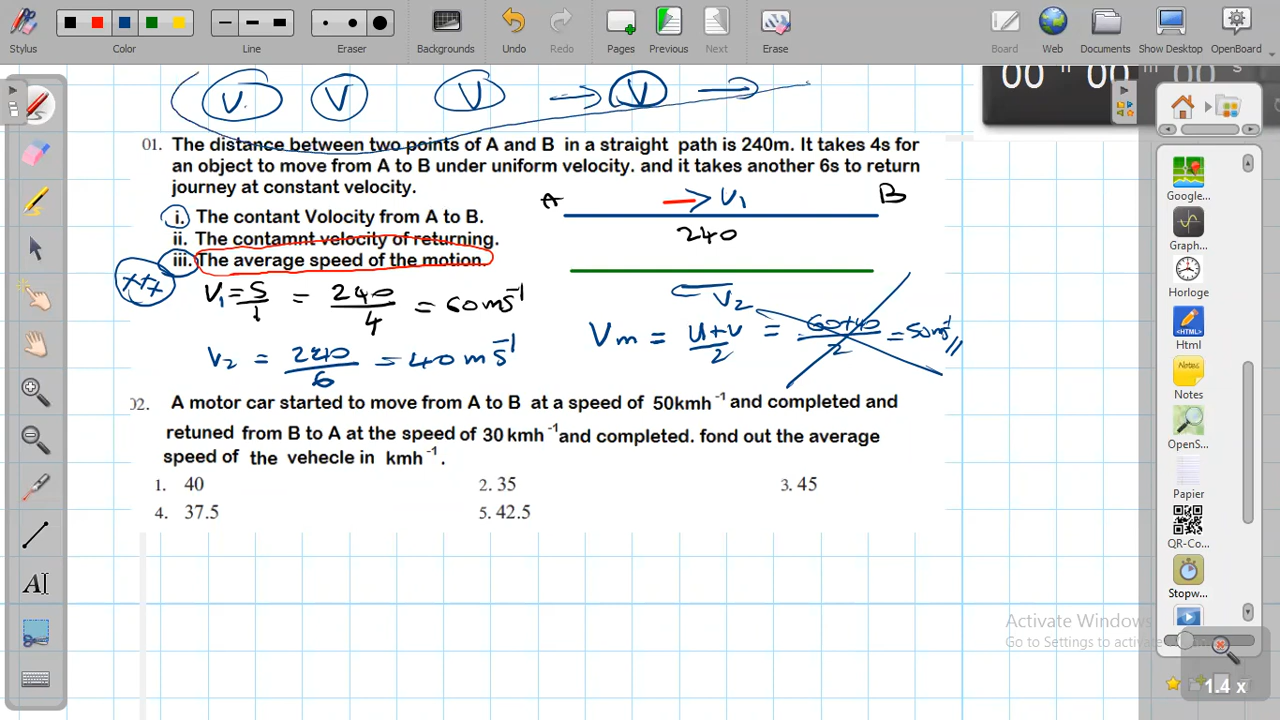 Stylus
Color
Line
Eraser
Backgrounds
Undo
Redo
Pages
Previous
Next
Erase
Board
Web
Documents
Show Desktop
OpenBoard
V V V → V →
00 h 00 m 00 s
01. The distance between two points of A and B in a straight path is 240m. It takes 4s for
an object to move from A to B under uniform velocity. and it takes another 6s to return
journey at constant velocity.
A → V₁ B
i. The contant Volocity from A to B.
240
ii. The contamnt velocity of returning.
iii. The average speed of the motion.
V₁ = S/t = 240/4 = 60ms⁻¹
V₂
V₂ = 240/6 = 40ms⁻¹
Vm = u+v/2 = 60+40/2 = 50ms⁻¹//
02. A motor car started to move from A to B at a speed of 50kmh⁻¹ and completed and
retuned from B to A at the speed of 30 kmh⁻¹ and completed. fond out the average
speed of the vehecle in kmh⁻¹.
1. 40 2. 35 3. 45
4. 37.5 5. 42.5
Google...
Graph...
Horloge
Html
Notes
OpenS...
Papier
QR-Co...
Stopw...
Activate Windows
Go to Settings to activate
1.4 x